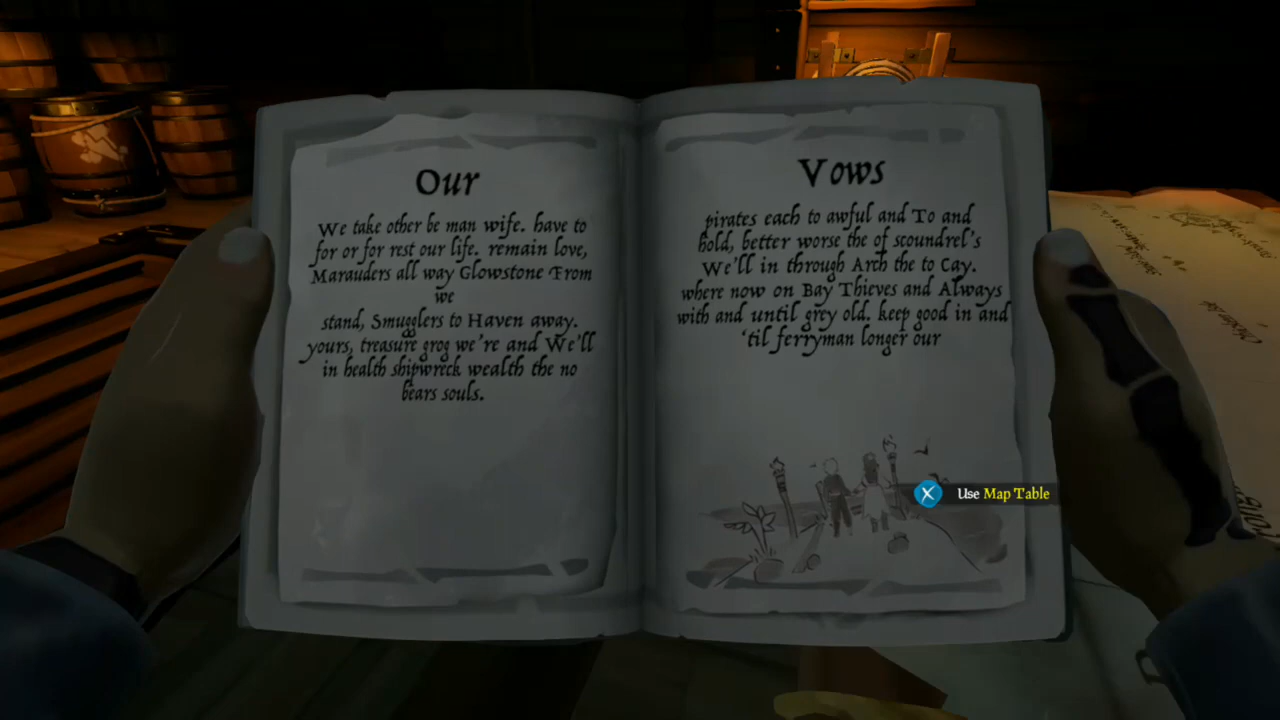 Our
We take other be man wife. have to
for or for rest our life. remain love,
Marauders all way Glowstone From
we
stand, Smugglers to Haven away.
yours, treasure grog we're and We'll
in health shipwreck wealth the no
bears souls.
Vows
pirates each to awful and To and
hold, better worse the of scoundrel's
We'll in through Arch the to Cay.
where now on Bay Thieves and Always
with and until grey old. keep good in and
'til ferryman longer our
X Use Map Table